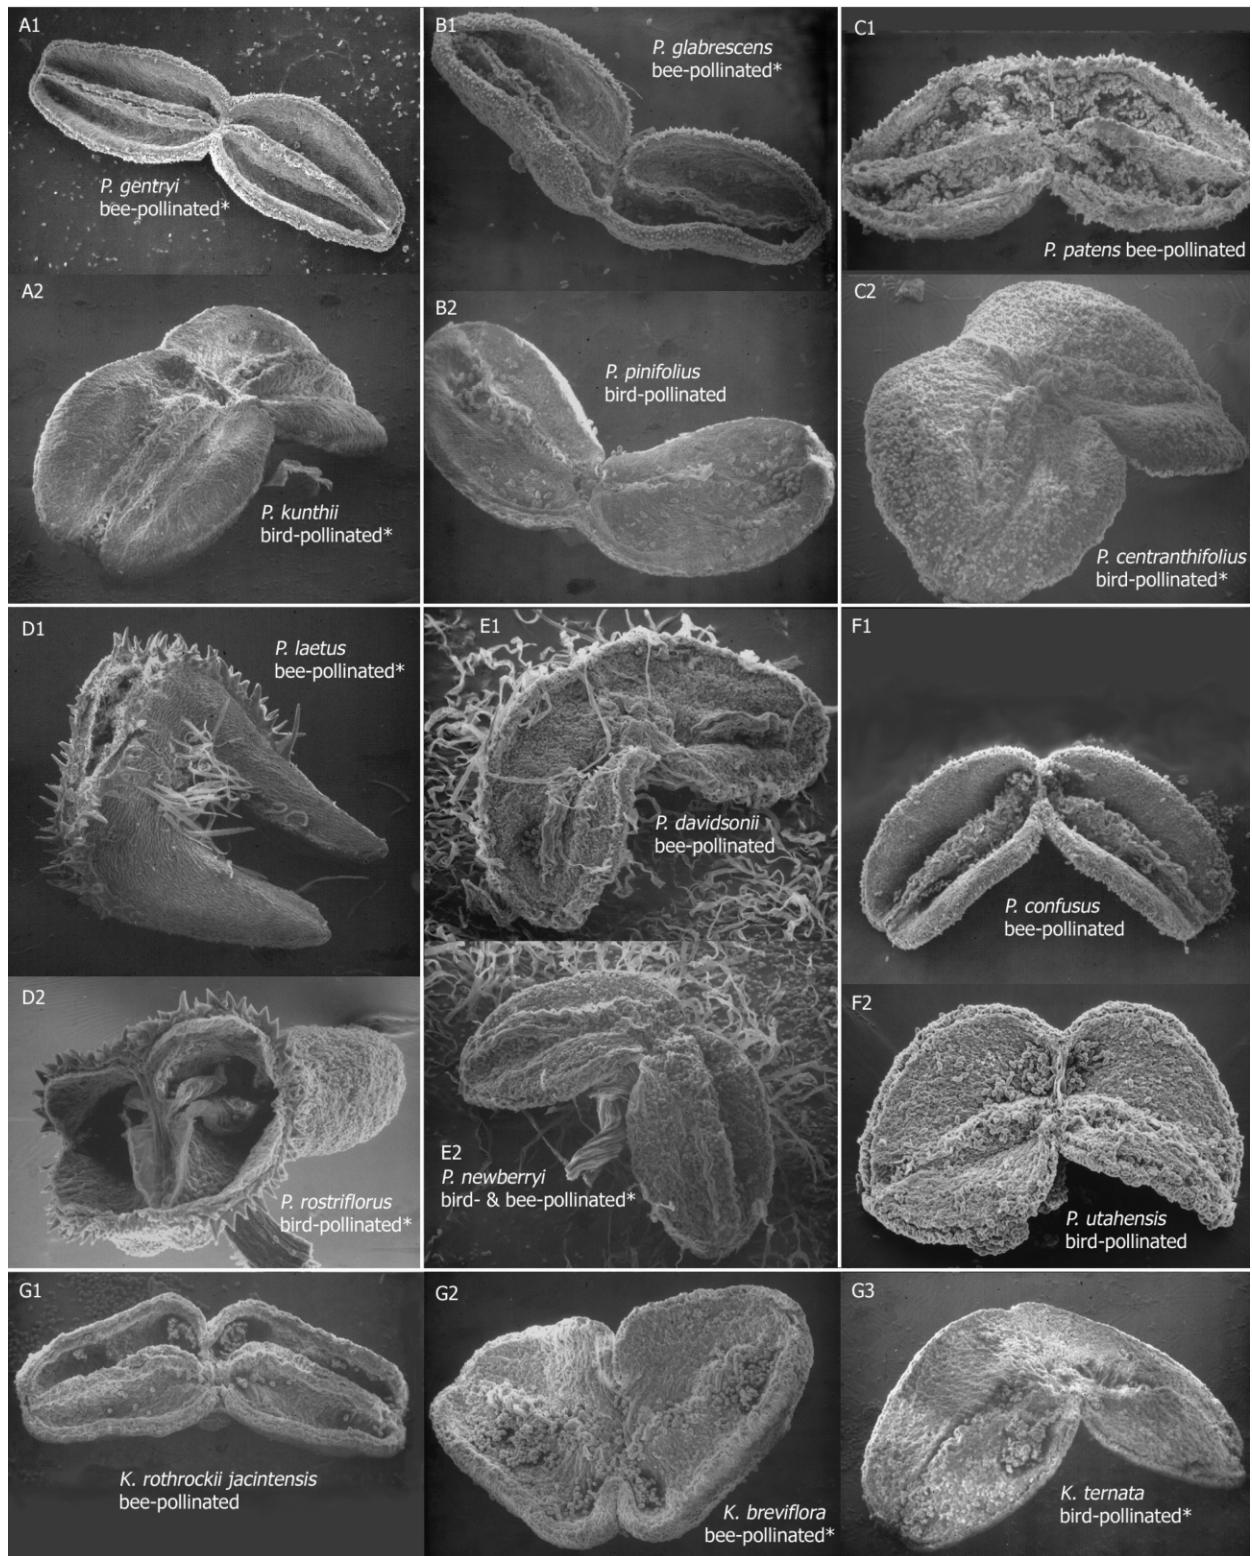 A1
P. gentryi
bee-pollinated*
B1
P. glabrescens
bee-pollinated*
C1
P. patens bee-pollinated
A2
P. kunthii
bird-pollinated*
B2
P. pinifolius
bird-pollinated
C2
P. centranthifolius
bird-pollinated*
D1
P. laetus
bee-pollinated*
E1
P. davidsonii
bee-pollinated
F1
P. confusus
bee-pollinated
D2
P. rostriflorus
bird-pollinated*
E2
P. newberryi
bird- & bee-pollinated*
F2
P. utahensis
bird-pollinated
G1
K. rothrockii jacintensis
bee-pollinated
G2
K. breviflora
bee-pollinated*
G3
K. ternata
bird-pollinated*